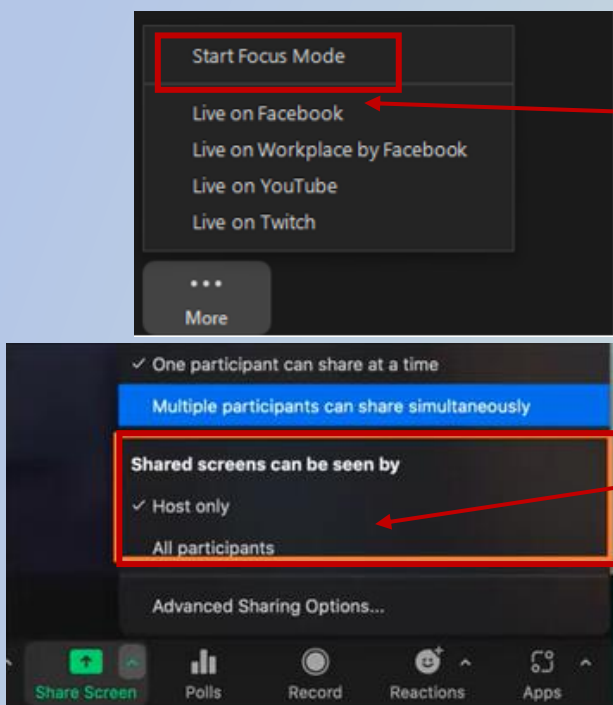 Start Focus Mode
Live on Facebook
Live on Workplace by Facebook
Live on YouTube
Live on Twitch
More
✓ One participant can share at a time
Multiple participants can share simultaneously
Shared screens can be seen by
✓ Host only
All participants
Advanced Sharing Options...
Share Screen Polls Record Reactions Apps